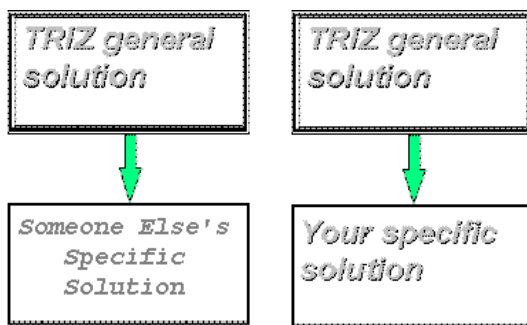 TRIZ general
solution
TRIZ general
solution
Someone Else's
Specific
Solution
Your specific
solution